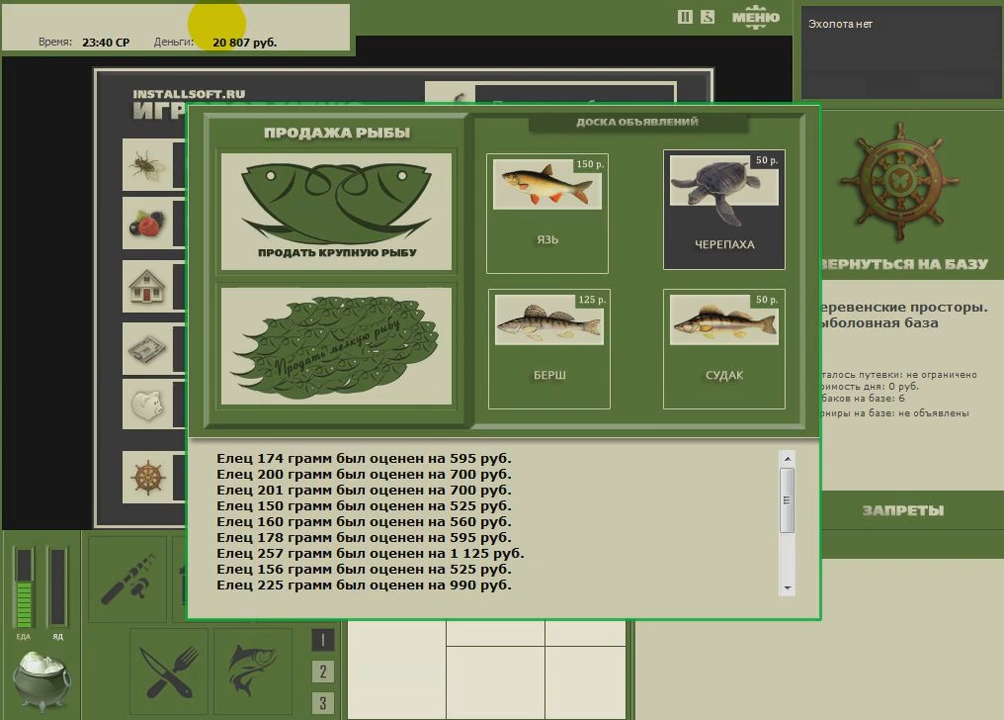 Эхолота нет
МЕНЮ
Время: 23:40 СР Деньги: 20 807 руб.
INSTALLSOFT.RU
ПРОДАЖА РЫБЫ
ДОСКА ОБЪЯВЛЕНИЙ
150 р.
50 р.
ПРОДАТЬ КРУПНУЮ РЫБУ
ЯЗЬ
ЧЕРЕПАХА
125 р.
50 р.
Продать мелкую рыбу
БЕРШ
СУДАК
ВЕРНУТЬСЯ НА БАЗУ
еревенские просторы.
ыболовная база
талось путевки: не ограничено
оимость дня: 0 руб.
баков на базе: 6
рниры на базе: не объявлены
Елец 174 грамм был оценен на 595 руб.
Елец 200 грамм был оценен на 700 руб.
Елец 201 грамм был оценен на 700 руб.
Елец 150 грамм был оценен на 525 руб.
Елец 160 грамм был оценен на 560 руб.
Елец 178 грамм был оценен на 595 руб.
Елец 257 грамм был оценен на 1 125 руб.
Елец 156 грамм был оценен на 525 руб.
Елец 225 грамм был оценен на 990 руб.
ЗАПРЕТЫ
ЕДА ЯД
1
2
3